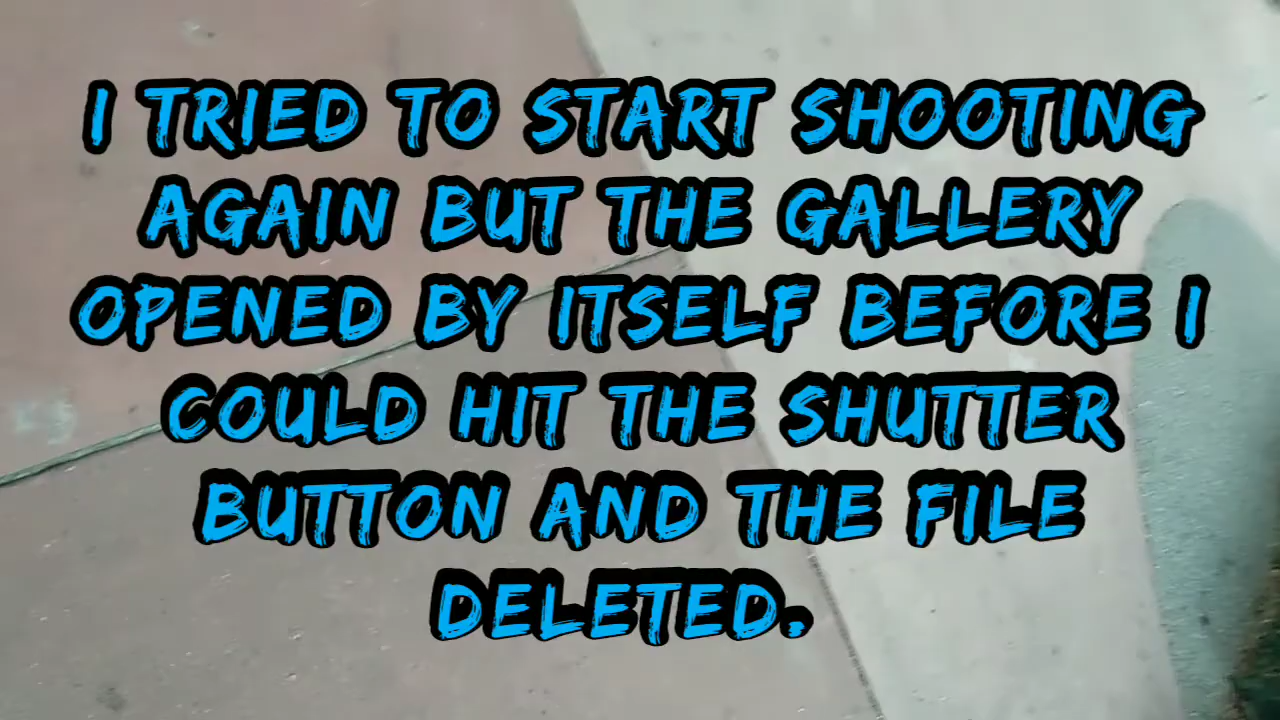 I TRIED TO START SHOOTING
AGAIN BUT THE GALLERY
OPENED BY ITSELF BEFORE I
COULD HIT THE SHUTTER
BUTTON AND THE FILE
DELETED.